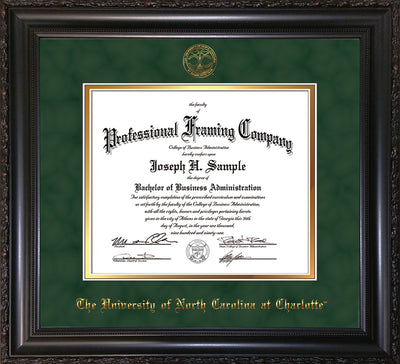 the faculty
of
Professional Framing Company
College of Business Administration
hereby confers upon
Joseph H. Sample
the degree of
Bachelor of Business Administration
For satisfactory completion of the prescribed curriculum and examinations
as set forth by the faculty of the College of Business Administration,
with all the rights, honors and privileges pertaining thereto
given in the city of Athens in the state of Georgia this 16th
day of August, in the year one thousand,
nine hundred and ninety-one.
The University of North Carolina at Charlotte™